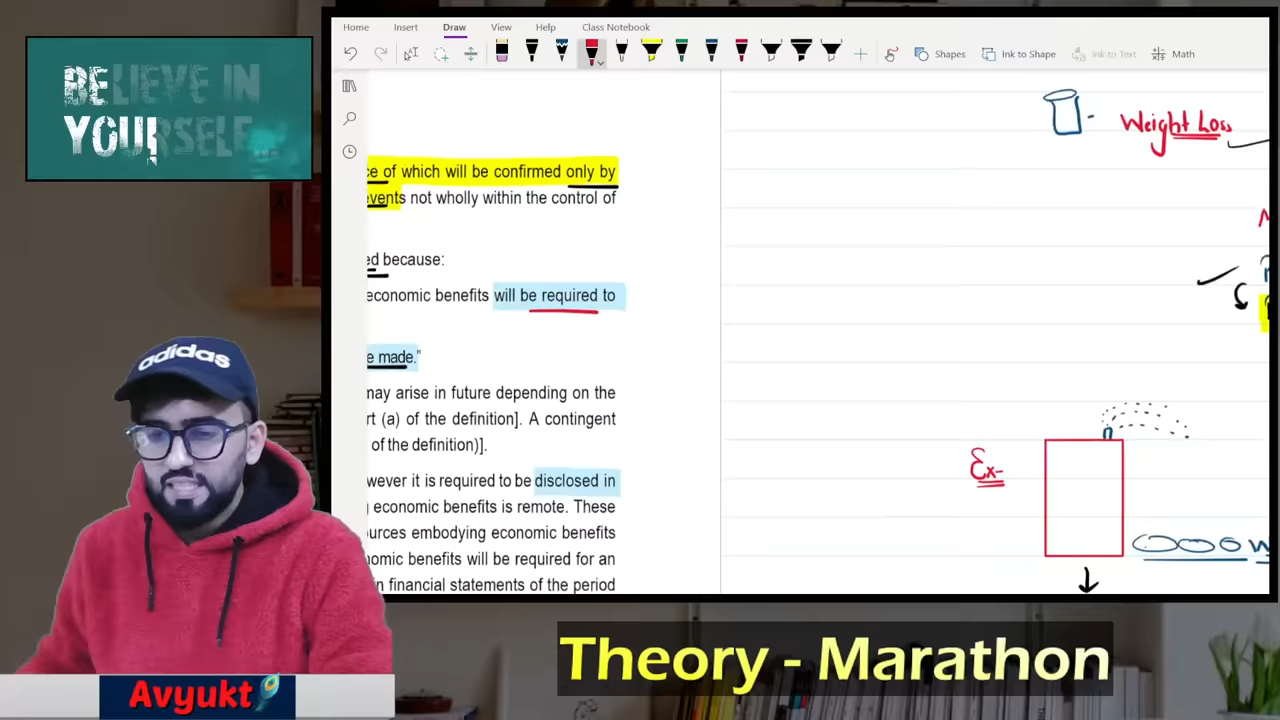 BELIEVE IN
YOURSELF...
Home Insert Draw View Help Class Notebook
Shapes Ink to Shape Ink to Text Math
ce of which will be confirmed only by
events not wholly within the control of
ed because:
economic benefits will be required to
e made."
may arise in future depending on the
rt (a) of the definition]. A contingent
of the definition)].
wever it is required to be disclosed in
economic benefits is remote. These
ources embodying economic benefits
nomic benefits will be required for an
in financial statements of the period
Weight Loss
Ex-
adidas
Theory - Marathon
Avyukt